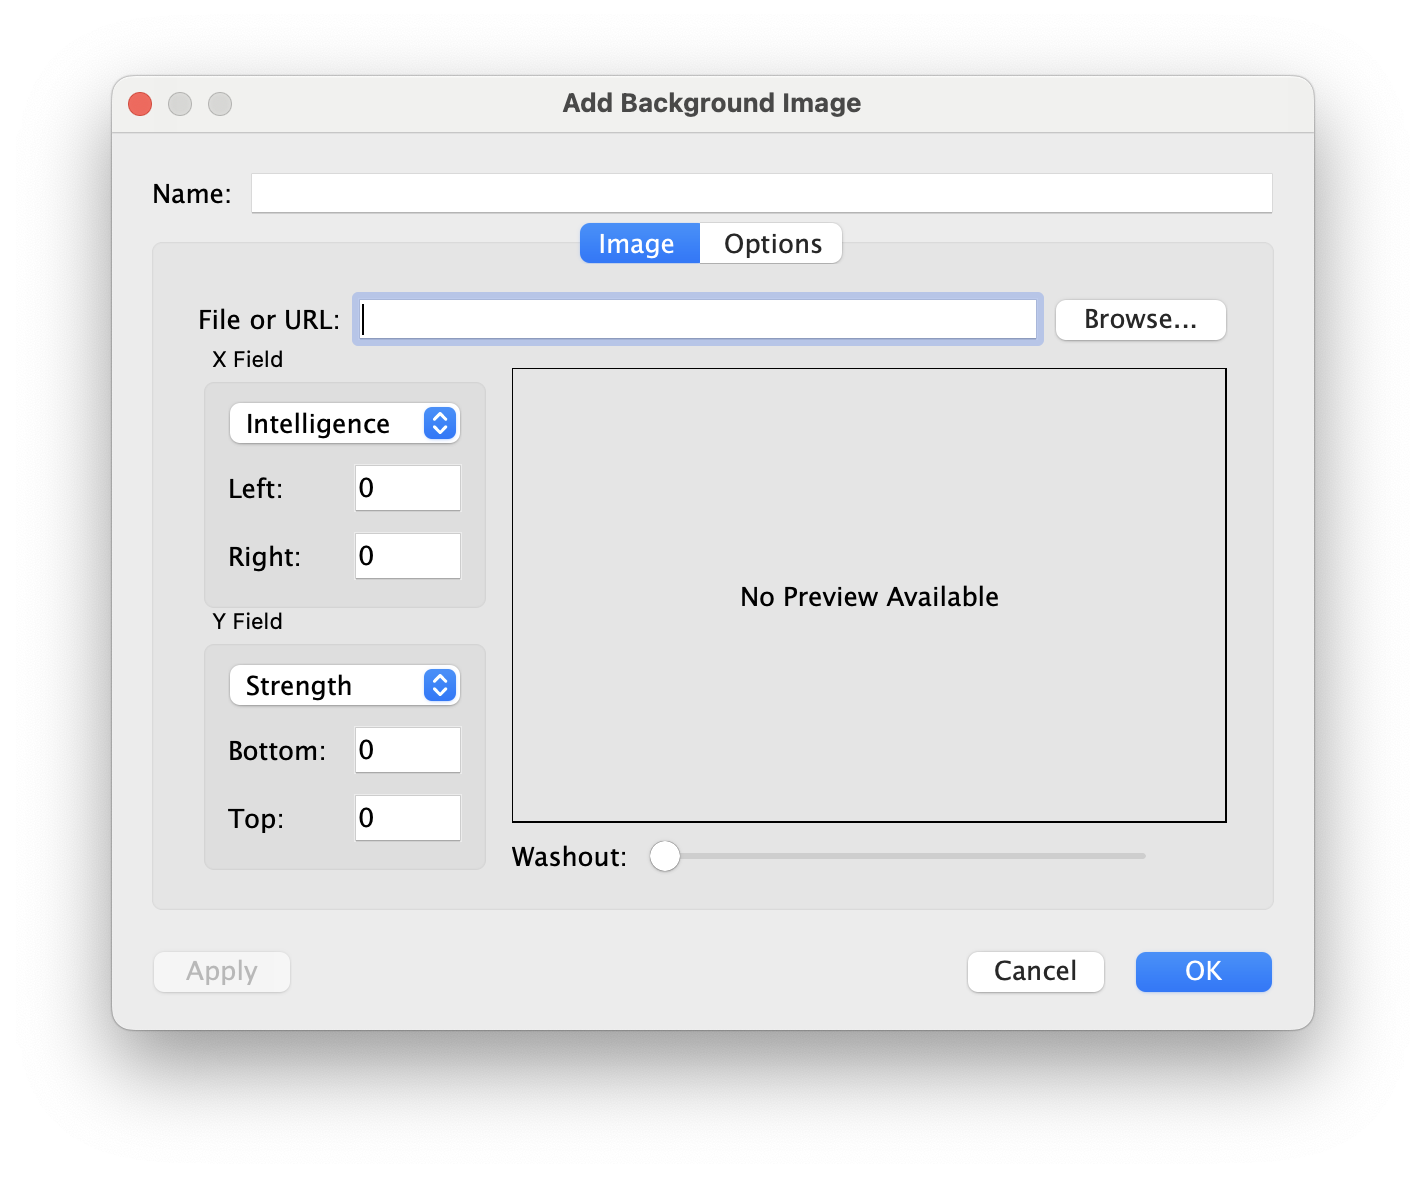 Add Background Image
Name:
Image Options
File or URL: Browse...
X Field
Intelligence
Left: 0
Right: 0
No Preview Available
Y Field
Strength
Bottom: 0
Top: 0
Washout:
Apply Cancel OK